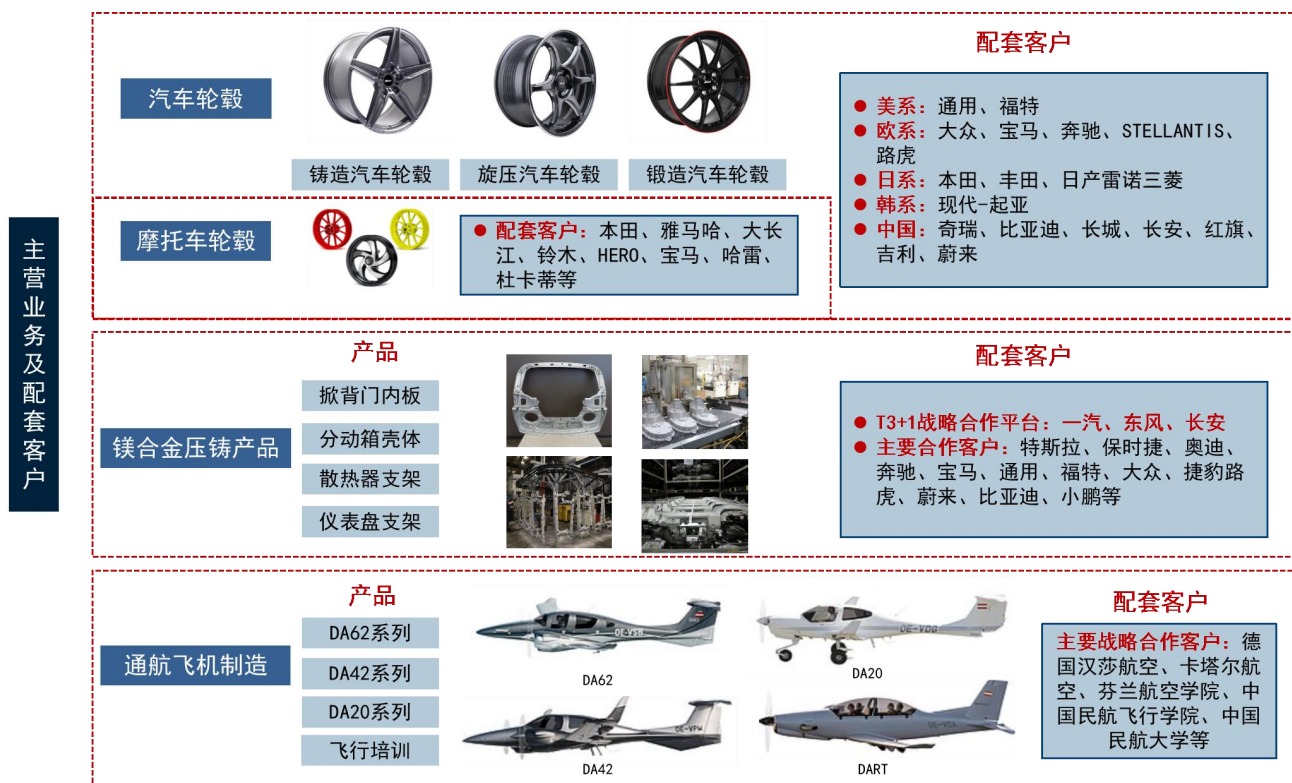 主营业务及配套客户
汽车轮毂
铸造汽车轮毂
旋压汽车轮毂
锻造汽车轮毂
配套客户
● 美系：通用、福特
● 欧系：大众、宝马、奔驰、STELLANTIS、
路虎
● 日系：本田、丰田、日产雷诺三菱
● 韩系：现代-起亚
● 中国：奇瑞、比亚迪、长城、长安、红旗、
吉利、蔚来
摩托车轮毂
● 配套客户：本田、雅马哈、大长
江、铃木、HERO、宝马、哈雷、
杜卡蒂等
镁合金压铸产品
产品
掀背门内板
分动箱壳体
散热器支架
仪表盘支架
配套客户
● T3+1战略合作平台：一汽、东风、长安
● 主要合作客户：特斯拉、保时捷、奥迪、
奔驰、宝马、通用、福特、大众、捷豹路
虎、蔚来、比亚迪、小鹏等
通航飞机制造
产品
DA62系列
DA42系列
DA20系列
飞行培训
OE-VSB
DA62
OE-VDG
DA20
OE-VPW
DA42
DART
配套客户
主要战略合作客户：德
国汉莎航空、卡塔尔航
空、芬兰航空学院、中
国民航飞行学院、中国
民航大学等